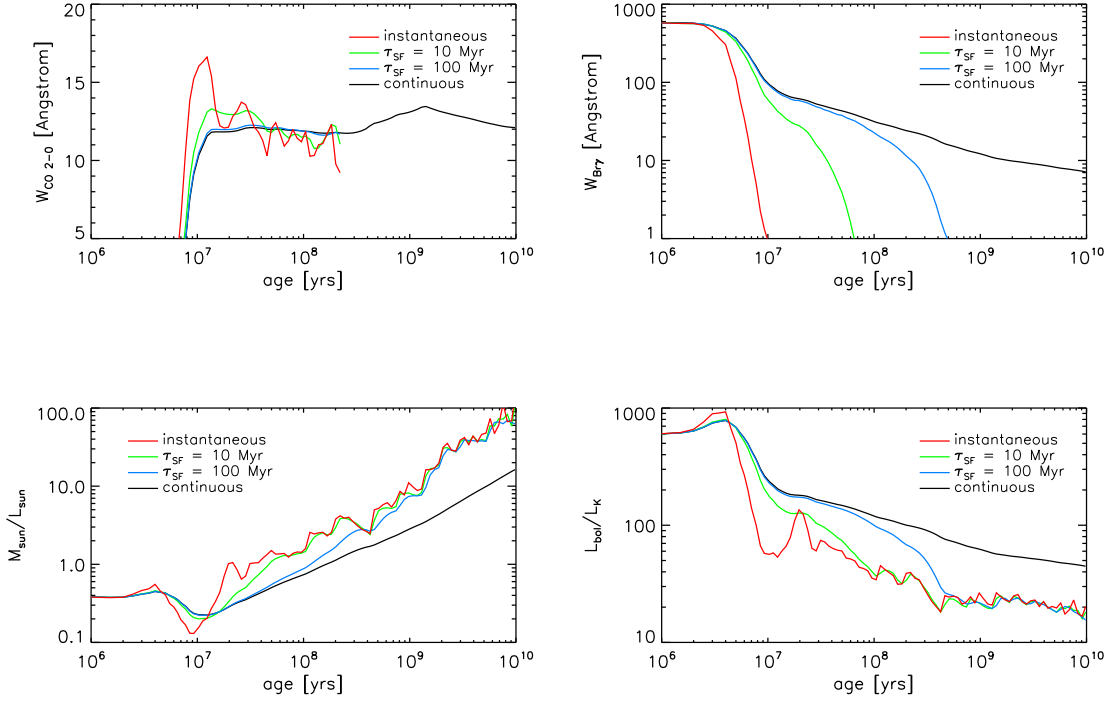 20
15
10
5
W_CO 2-0 [Angstrom]
instantaneous
τ_SF = 10 Myr
τ_SF = 100 Myr
continuous
10^6 10^7 10^8 10^9 10^10
age [yrs]
1000
100
10
1
W_Brγ [Angstrom]
instantaneous
τ_SF = 10 Myr
τ_SF = 100 Myr
continuous
10^6 10^7 10^8 10^9 10^10
age [yrs]
100.0
10.0
1.0
0.1
M_sun/L_sun
instantaneous
τ_SF = 10 Myr
τ_SF = 100 Myr
continuous
10^6 10^7 10^8 10^9 10^10
age [yrs]
1000
100
10
L_bol/L_K
instantaneous
τ_SF = 10 Myr
τ_SF = 100 Myr
continuous
10^6 10^7 10^8 10^9 10^10
age [yrs]